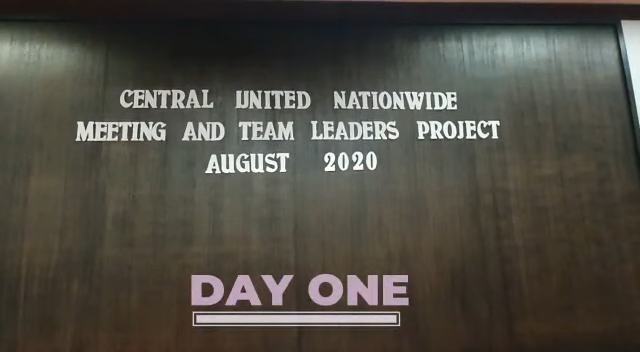 CENTRAL UNITED NATIONWIDE
MEETING AND TEAM LEADERS PROJECT
AUGUST 2020
DAY ONE